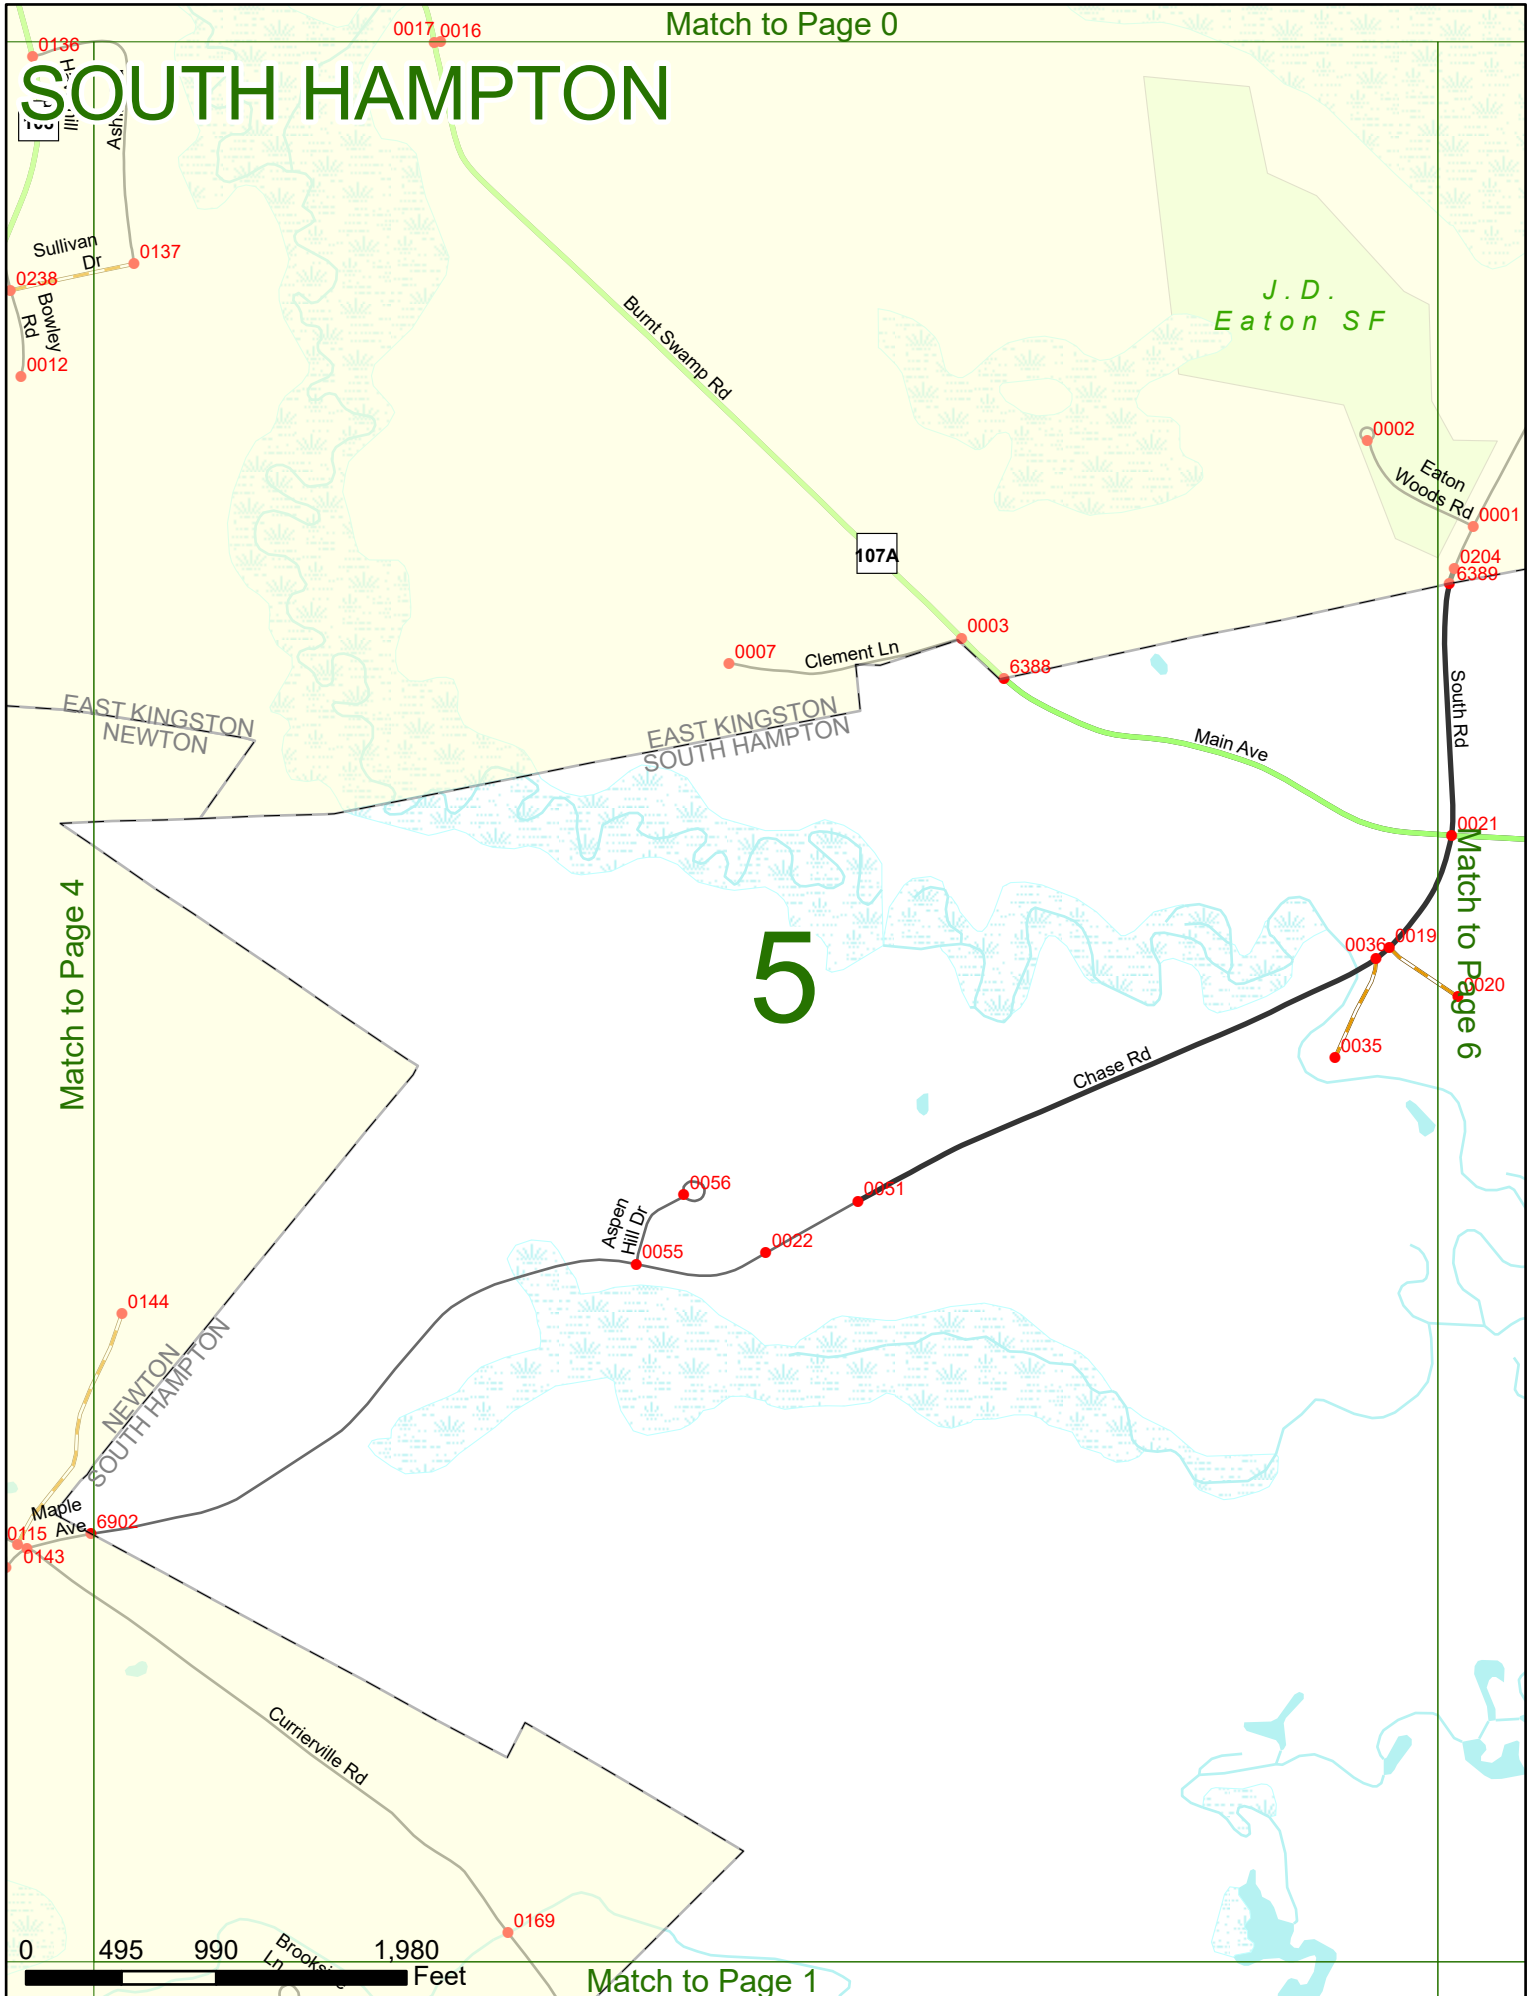 Match to Page 0
0017
0016
0136
SOUTH HAMPTON
Sullivan
Dr
0137
0238
Bowley
Rd
0012
Burnt Swamp Rd
J.D.
Eaton SF
0002
Eaton
Woods Rd
0001
107A
0204
6389
0003
0007
Clement Ln
6388
South Rd
EAST KINGSTON
NEWTON
EAST KINGSTON
SOUTH HAMPTON
Main Ave
0021
Match to Page 4
5
Match to Page 6
0036
0019
0020
0035
Chase Rd
0056
0031
Aspen
Hill Dr
0022
0055
0144
NEWTON
SOUTH HAMPTON
Maple
Ave
6902
0115
0143
Currierville Rd
0169
0 495 990 1,980
Feet
Ln
Match to Page 1